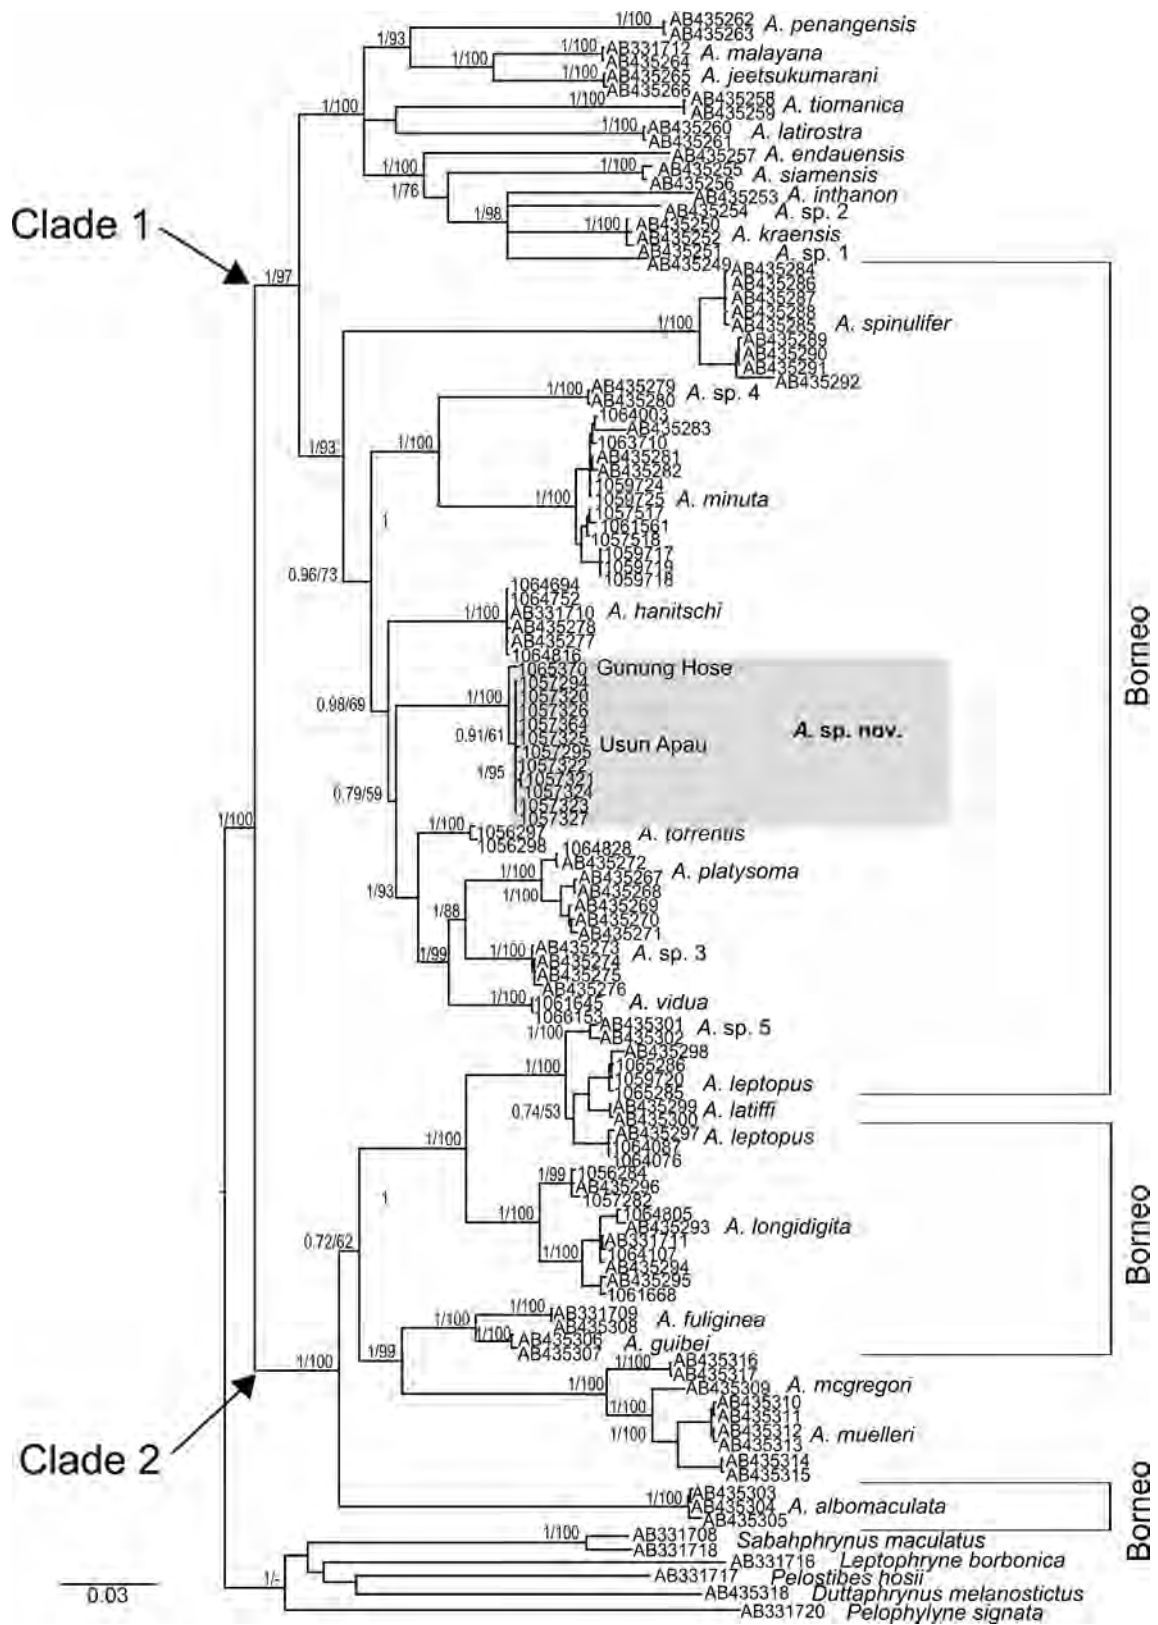 1/100 AB435262 A. penangensis
AB435263
1/93
1/100 AB331712 A. malayana
1/100 AB435264
1/100 AB435265 A. jeetsukumarani
AB435266
1/100 AB435258 A. tiomanica
1/100 AB435259
1/100 AB435260 A. latirostra
AB435261
AB435257 A. endauensis
1/100 1/100 AB435255 A. siamensis
1/76 AB435256
AB435253 A. inthanon
1/98 AB435254 A. sp. 2
1/100 AB435250 A. kraensis
AB435252
AB435251 A. sp. 1
AB435249
Clade 1
1/97
AB435284
AB435286
AB435287
AB435288
1/100 AB435285 A. spinulifer
AB435289
AB435290
AB435291
AB435292
1/100 AB435279 A. sp. 4
AB435280
1064003
AB435283
1/93 1/100 1063710
AB435281
AB435282
1059724
1/100 1059725 A. minuta
1057517
1 1061561
1057518
1059717
1059719
0.96/73 1059718
1064694
1064752
1/100 AB331710 A. hanitschi
AB435278
AB435277
1064816
1065370 Gunung Hose
1057294
1/100 1057320
0.98/69 1057326
1057364
0.91/61 1057325 A. sp. nov.
1057295 Usun Apau
1057322
1/95 1057321
1057324
0.79/59 1057323
1057327
1/100
1/100 1056297 A. torrentis
1056298
1064828
AB435272
1/100 AB435267 A. platysoma
1/93 1/100 AB435268
AB435269
1/88 AB435270
AB435271
1/99 1/100 AB435273 A. sp. 3
AB435274
AB435275
AB435276
1/100 1061645 A. vidua
1066153
1/100 AB435301 A. sp. 5
AB435302
AB435298
1/100 1065286
1059720 A. leptopus
1065285
0.74/53 AB435299 A. latiffi
AB435300
1/100 AB435297 A. leptopus
1064087
1064076
1/99 1056284
AB435296
1 1057282
1/100 1064805
AB435293 A. longidigita
0.72/62 AB331711
1/100 1064107
AB435294
AB435295
1061668
1/100 AB331709 A. fuliginea
1/100 AB435308
1/100 AB435306 A. guibei
AB435307
1/99
1/100
1/100 AB435316
AB435317
1/100 AB435309 A. mcgregori
AB435310
1/100 AB435311
1/100 AB435312 A. muelleri
AB435313
AB435314
AB435315
Clade 2
1/100 AB435303
AB435304 A. albomaculata
AB435305
Borneo
Borneo
Borneo
1/100 AB331708 Sabahphrynus maculatus
AB331718
AB331716 Leptophryne borbonica
1/- AB331717 Pelostibes hosii
AB435318 Duttaphrynus melanostictus
AB331720 Pelophylyne signata
0.03